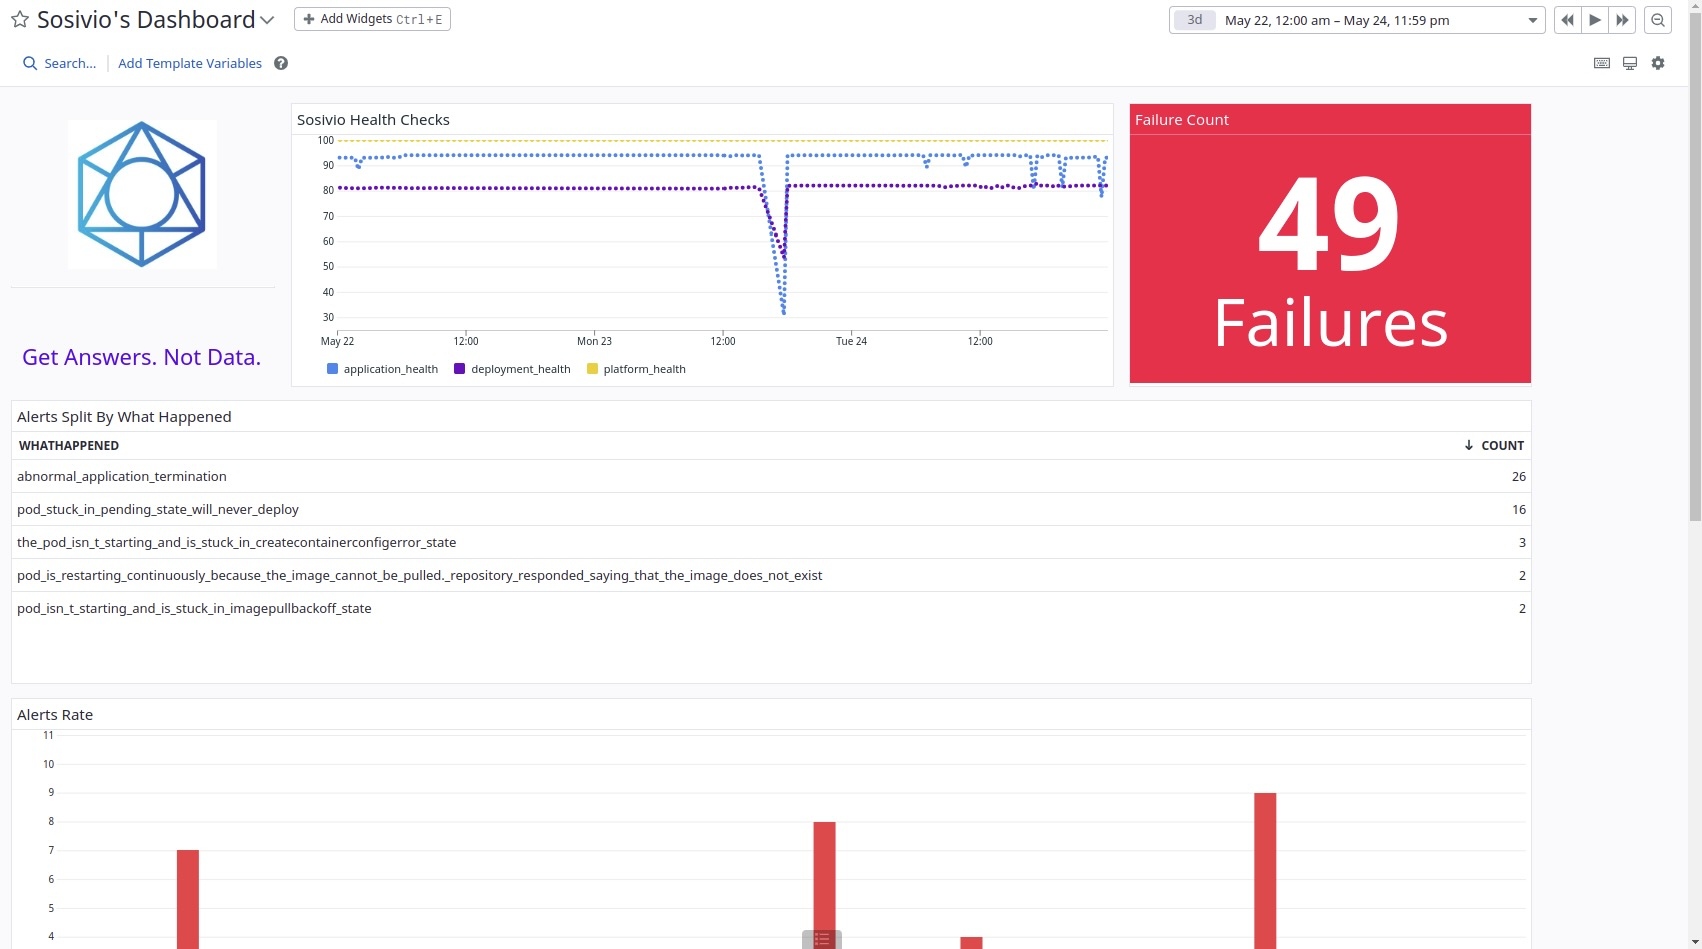 Sosivio's Dashboard
Add Widgets Ctrl+E
3d May 22, 12:00 am – May 24, 11:59 pm
Search...
Add Template Variables
?
Sosivio Health Checks
100
90
80
70
60
50
40
30
May 22 12:00 Mon 23 12:00 Tue 24 12:00
application_health deployment_health platform_health
Failure Count
49
Failures
Get Answers. Not Data.
Alerts Split By What Happened
WHATHAPPENED COUNT
abnormal_application_termination 26
pod_stuck_in_pending_state_will_never_deploy 16
the_pod_isn_t_starting_and_is_stuck_in_createcontainerconfigerror_state 3
pod_is_restarting_continuously_because_the_image_cannot_be_pulled._repository_responded_saying_that_the_image_does_not_exist 2
pod_isn_t_starting_and_is_stuck_in_imagepullbackoff_state 2
Alerts Rate
11
10
9
8
7
6
5
4